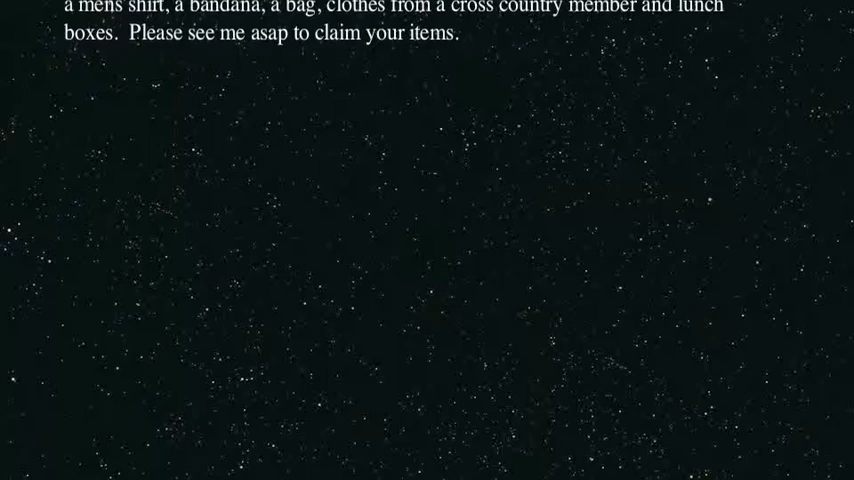 a mens shirt, a bandana, a bag, clothes from a cross country member and lunch
boxes.  Please see me asap to claim your items.